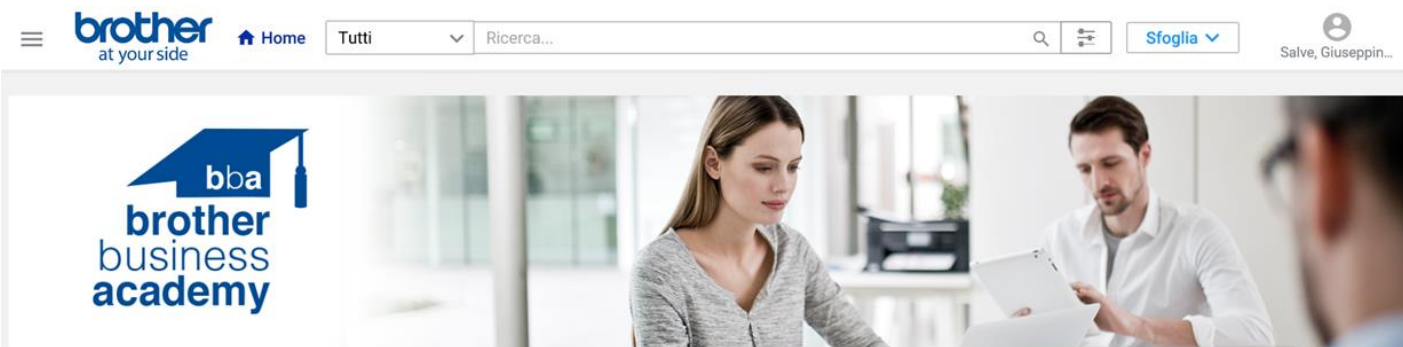 brother
at your side
Home
Tutti
Ricerca...
Sfoglia
Salve, Giuseppin...
bba
brother
business
academy